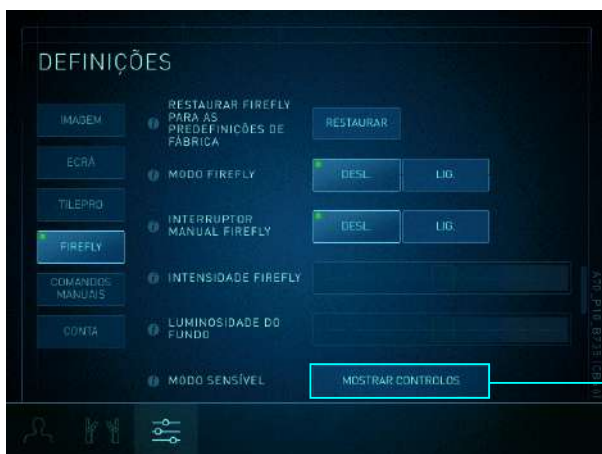 DEFINIÇÕES
IMAGEM
ECRÃ
TILEPRO
FIREFLY
COMANDOS
MANUAIS
CONTA
RESTAURAR FIREFLY
PARA AS
PREDEFINIÇÕES DE
FÁBRICA
RESTAURAR
MODO FIREFLY
DESL.
LIG.
INTERRUPTOR
MANUAL FIREFLY
DESL.
LIG.
INTENSIDADE FIREFLY
LUMINOSIDADE DO
FUNDO
MODO SENSÍVEL
MOSTRAR CONTROLOS